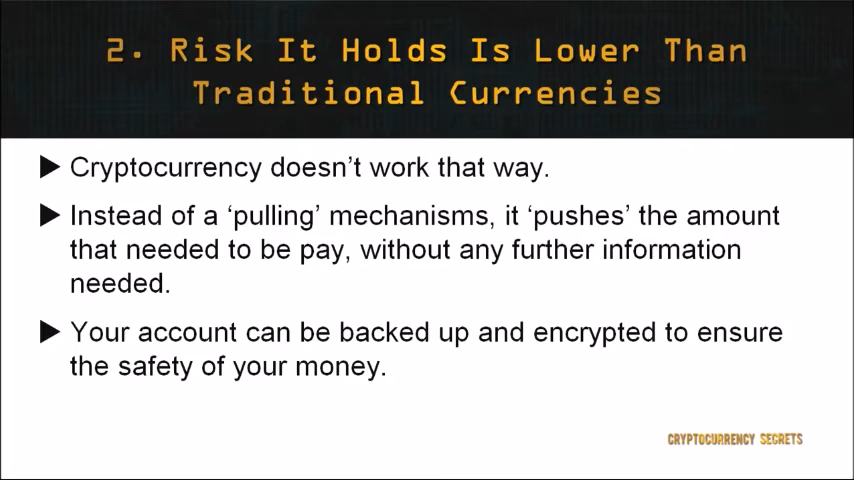 2. Risk It Holds Is Lower Than
Traditional Currencies
▶ Cryptocurrency doesn’t work that way.
▶ Instead of a ‘pulling’ mechanisms, it ‘pushes’ the amount
that needed to be pay, without any further information
needed.
▶ Your account can be backed up and encrypted to ensure
the safety of your money.
CRYPTOCURRENCY SECRETS